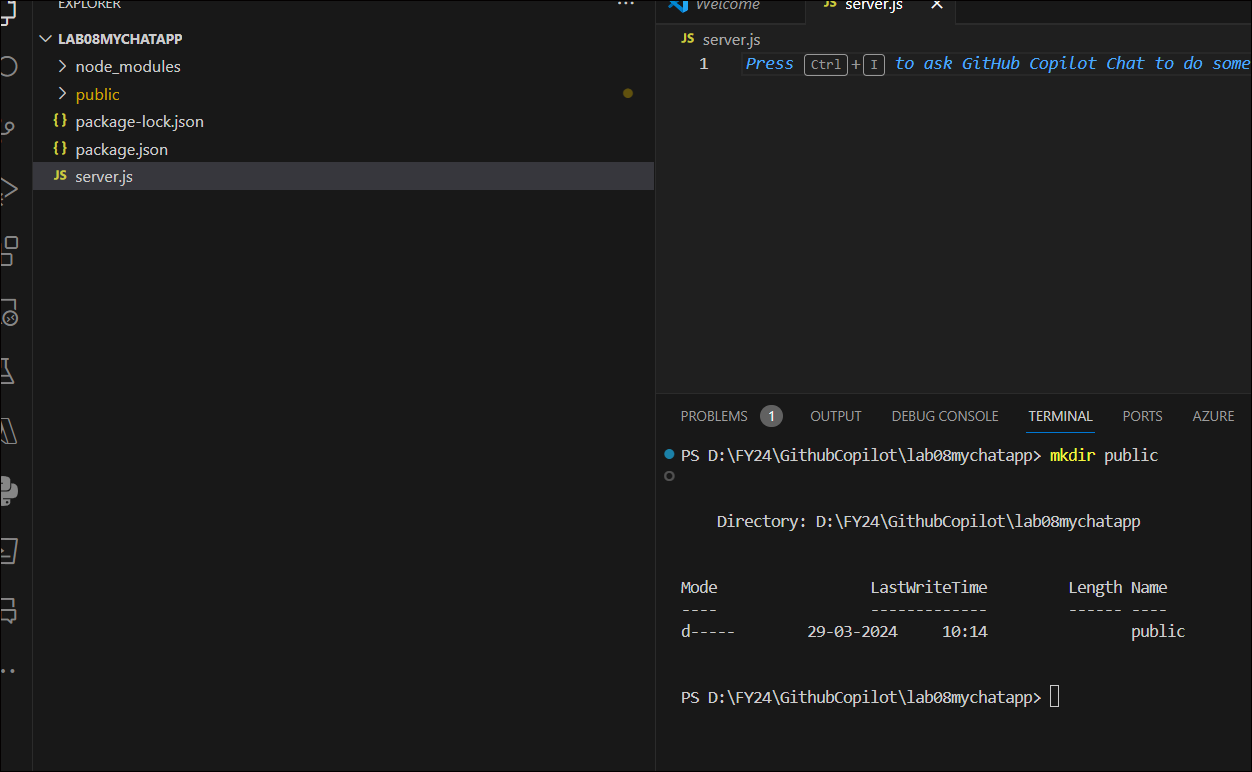 EXPLORER
...
LAB08MYCHATAPP
node_modules
public
{} package-lock.json
{} package.json
JS server.js
Welcome
JS server.js
JS server.js
1 Press Ctrl+I to ask GitHub Copilot Chat to do some
PROBLEMS 1 OUTPUT DEBUG CONSOLE TERMINAL PORTS AZURE
PS D:\FY24\GithubCopilot\lab08mychatapp> mkdir public
Directory: D:\FY24\GithubCopilot\lab08mychatapp
Mode LastWriteTime Length Name
---- ------------- ------ ----
d----- 29-03-2024 10:14 public
PS D:\FY24\GithubCopilot\lab08mychatapp>